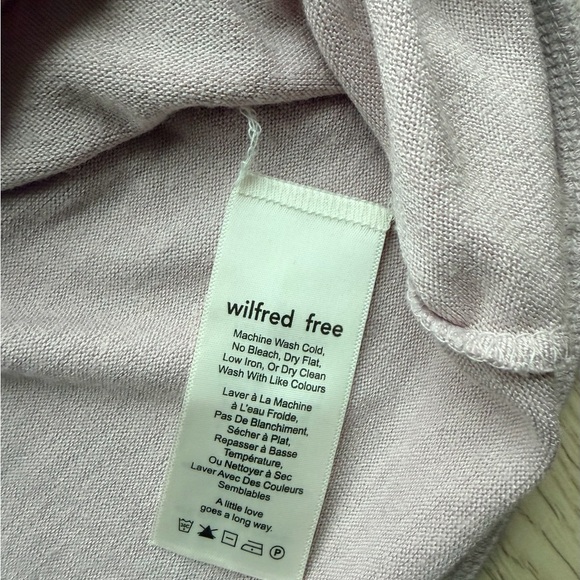 wilfred free
Machine Wash Cold,
No Bleach, Dry Flat,
Low Iron, Or Dry Clean
Wash With Like Colours
Laver à La Machine
à L'eau Froide,
Pas De Blanchiment,
Sécher à Plat,
Repasser à Basse
Température,
Ou Nettoyer à Sec
Laver Avec Des Couleurs
Semblables
A little love
goes a long way.
P